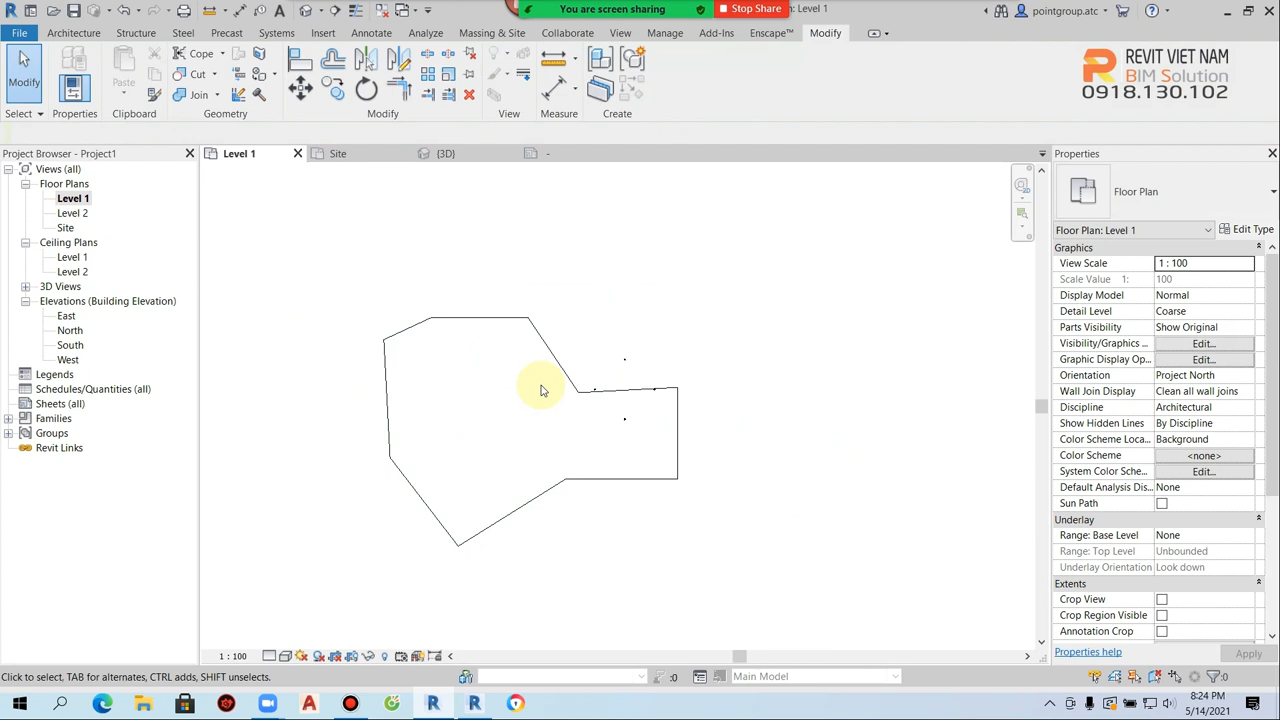 You are screen sharing
Stop Share
Level 1
pointgroup.atc
File
Architecture
Structure
Steel
Precast
Systems
Insert
Annotate
Analyze
Massing & Site
Collaborate
View
Manage
Add-Ins
Enscape™
Modify
Modify
Paste
Cope
Cut
Join
Select
Properties
Clipboard
Geometry
Modify
View
Measure
Create
REVIT VIET NAM
BIM Solution
0918.130.102
Project Browser - Project1
Level 1
Site
{3D}
-
Properties
Views (all)
Floor Plans
Level 1
Level 2
Site
Ceiling Plans
Level 1
Level 2
3D Views
Elevations (Building Elevation)
East
North
South
West
Legends
Schedules/Quantities (all)
Sheets (all)
Families
Groups
Revit Links
Floor Plan
Floor Plan: Level 1
Edit Type
Graphics
View Scale 1 : 100
Scale Value 1: 100
Display Model Normal
Detail Level Coarse
Parts Visibility Show Original
Visibility/Graphics ... Edit...
Graphic Display Op... Edit...
Orientation Project North
Wall Join Display Clean all wall joins
Discipline Architectural
Show Hidden Lines By Discipline
Color Scheme Loca... Background
Color Scheme <none>
System Color Sche... Edit...
Default Analysis Dis... None
Sun Path
Underlay
Range: Base Level None
Range: Top Level Unbounded
Underlay Orientation Look down
Extents
Crop View
Crop Region Visible
Annotation Crop
Properties help
Apply
1 : 100
Click to select, TAB for alternates, CTRL adds, SHIFT unselects.
:0
Main Model
:0
8:24 PM
5/14/2021